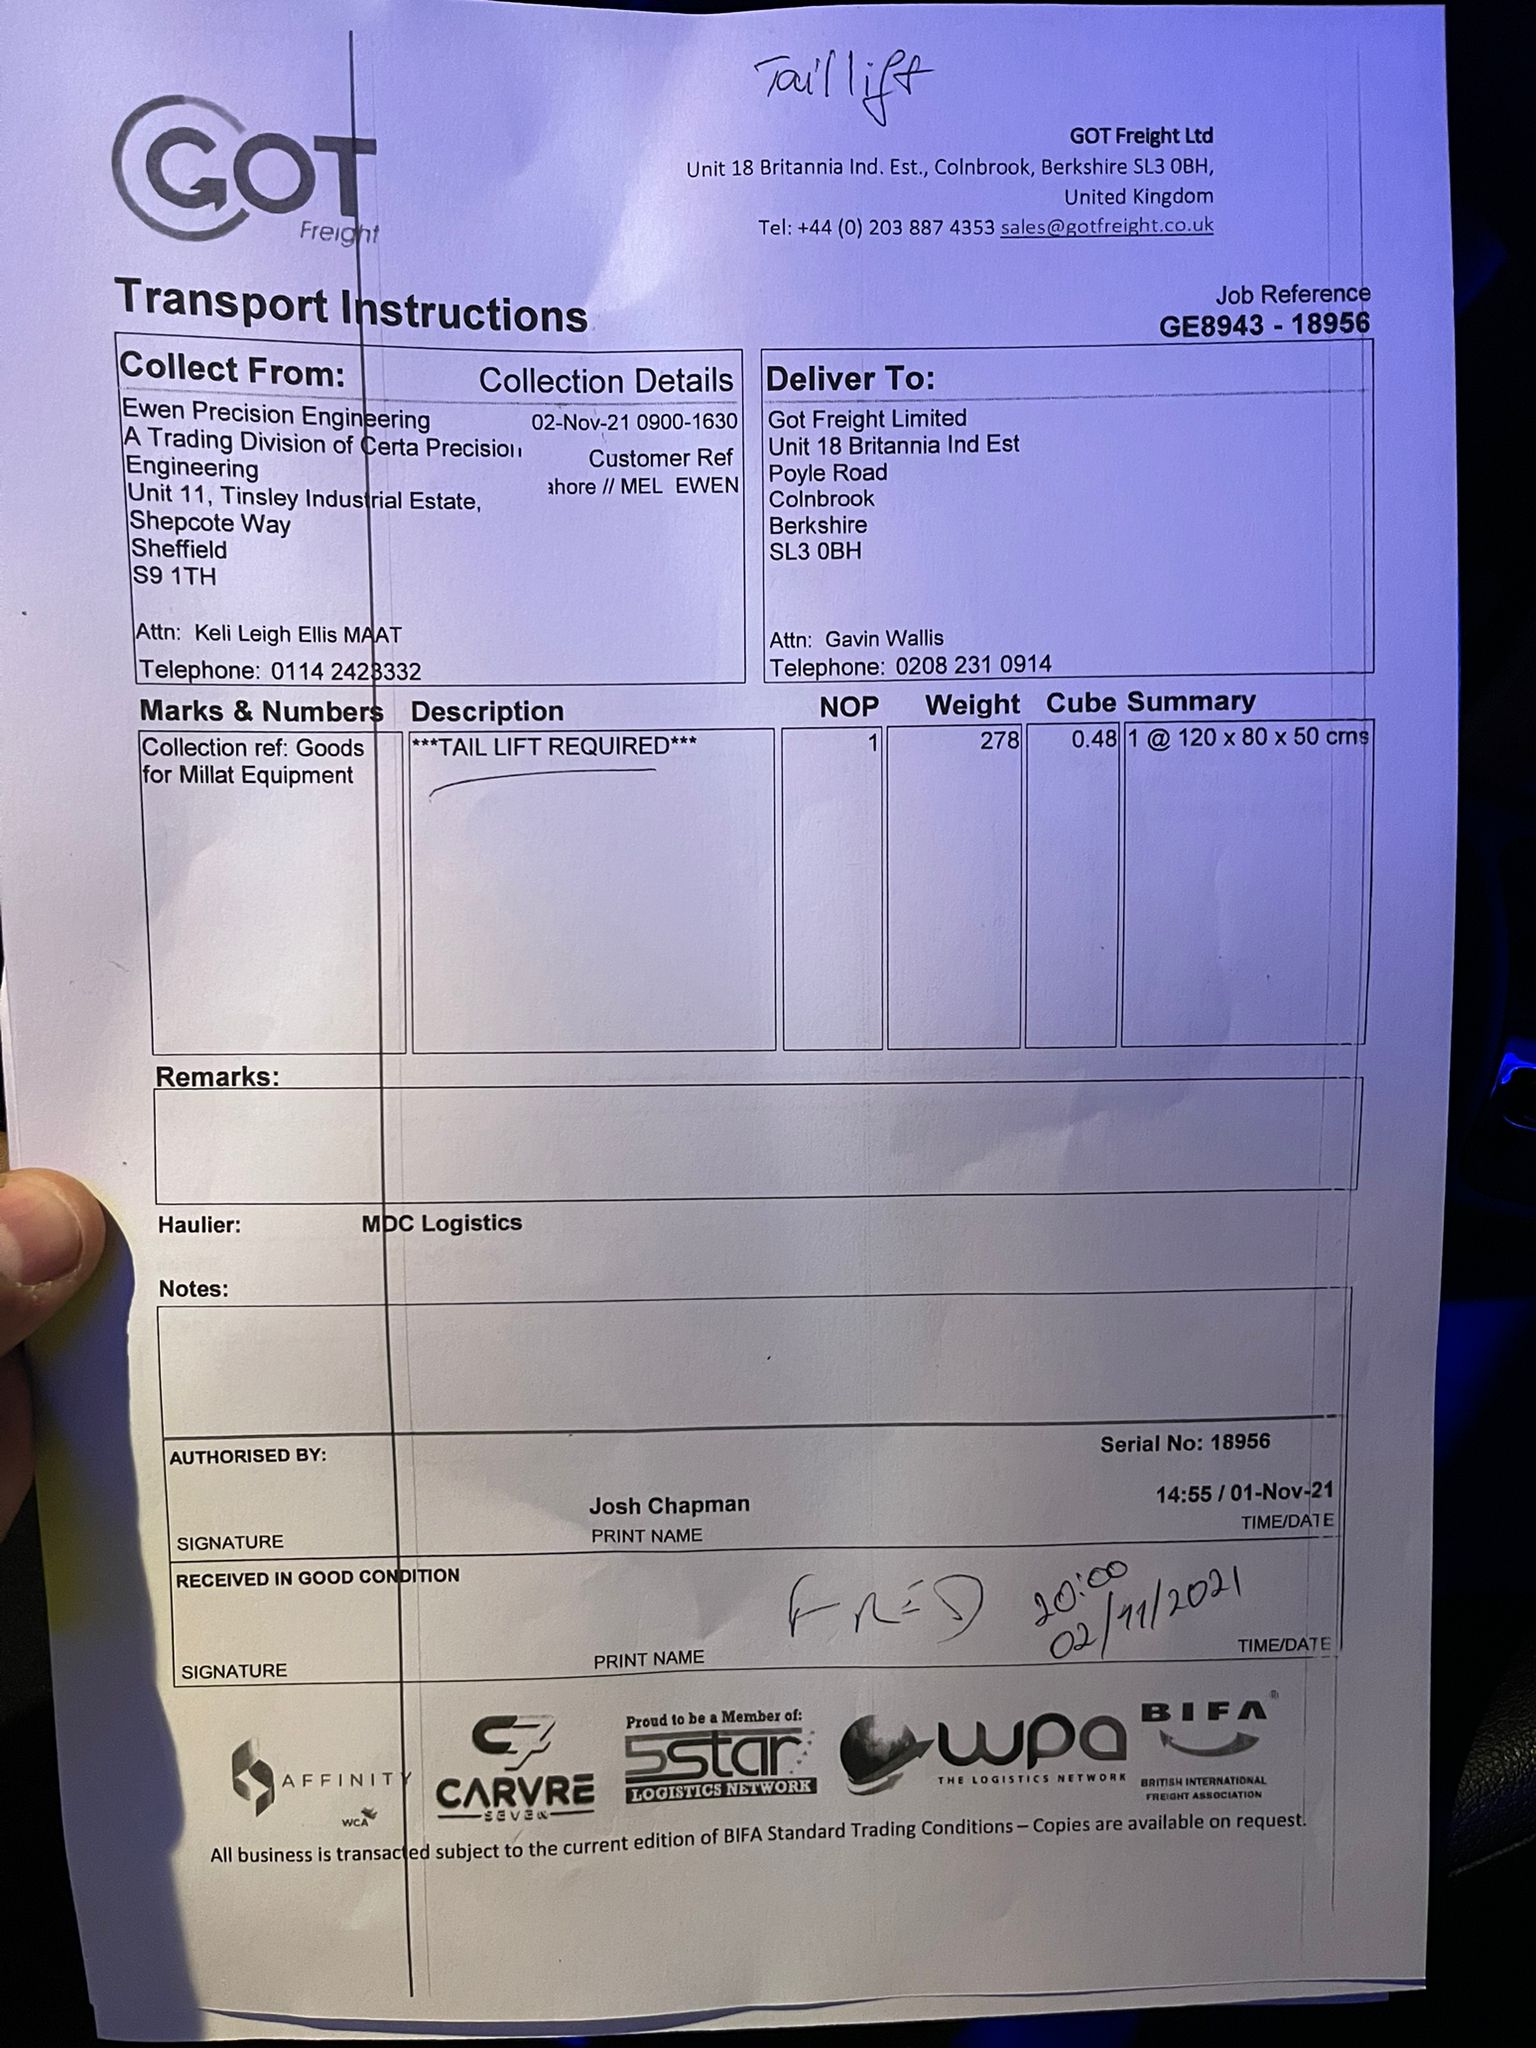 Tail lift
GOT
Freight
GOT Freight Ltd
Unit 18 Britannia Ind. Est., Colnbrook, Berkshire SL3 0BH,
United Kingdom
Tel: +44 (0) 203 887 4353 sales@gotfreight.co.uk
Transport Instructions
Job Reference
GE8943 - 18956
Collect From:
Collection Details
Ewen Precision Engineering
02-Nov-21 0900-1630
A Trading Division of Certa Precision
Engineering
Customer Ref
ahore // MEL EWEN
Unit 11, Tinsley Industrial Estate,
Shepcote Way
Sheffield
S9 1TH
Attn: Keli Leigh Ellis MAAT
Telephone: 0114 2423332
Deliver To:
Got Freight Limited
Unit 18 Britannia Ind Est
Poyle Road
Colnbrook
Berkshire
SL3 0BH
Attn: Gavin Wallis
Telephone: 0208 231 0914
Marks & Numbers Description NOP Weight Cube Summary
Collection ref: Goods
for Millat Equipment
***TAIL LIFT REQUIRED***
1 278 0.48 1 @ 120 x 80 x 50 cms
Remarks:
Haulier: MDC Logistics
Notes:
AUTHORISED BY:
Serial No: 18956
Josh Chapman
14:55 / 01-Nov-21
SIGNATURE PRINT NAME TIME/DATE
RECEIVED IN GOOD CONDITION
FRED
20:00
02/11/2021
SIGNATURE PRINT NAME TIME/DATE
AFFINITY
WCA
CARVRE
SEVEN
Proud to be a Member of:
5star
LOGISTICS NETWORK
wpa
THE LOGISTICS NETWORK
BIFA ®
BRITISH INTERNATIONAL
FREIGHT ASSOCIATION
All business is transacted subject to the current edition of BIFA Standard Trading Conditions – Copies are available on request.